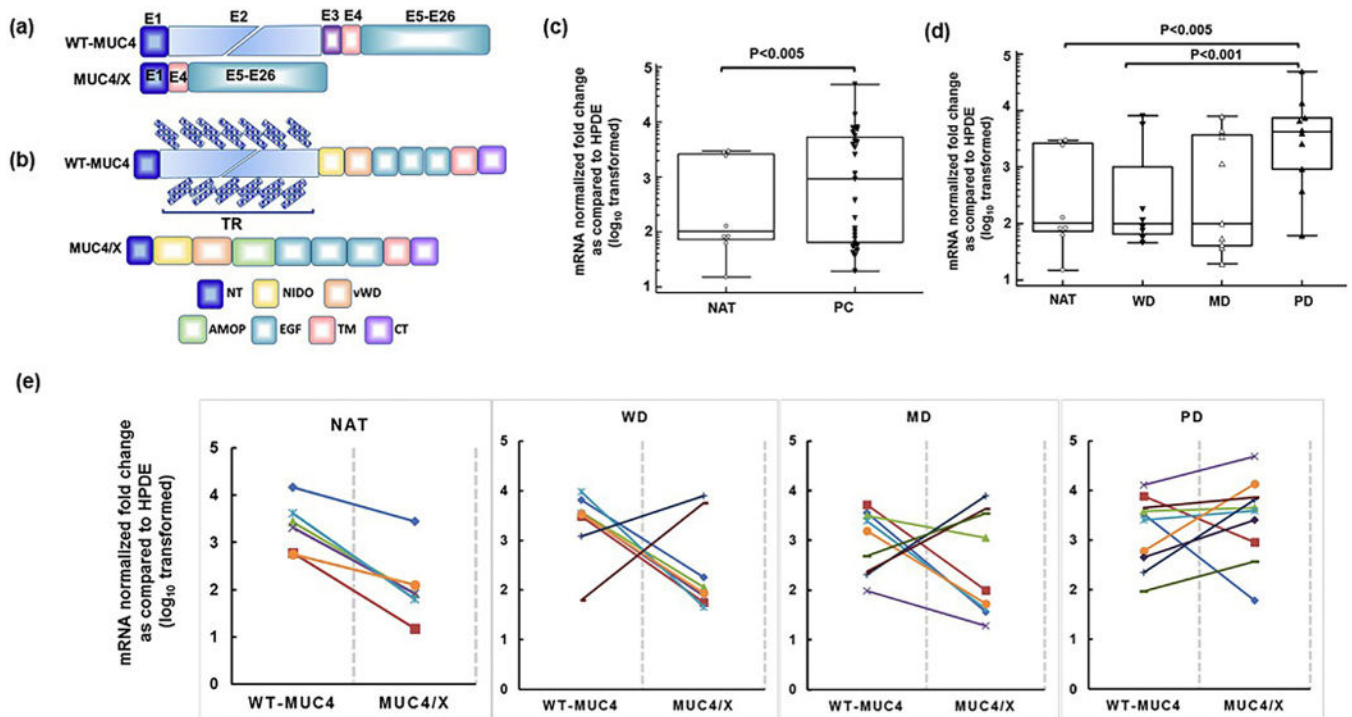 (a)
E1 E2 E3 E4 E5-E26
WT-MUC4
MUC4/X
E1 E4 E5-E26
(b)
WT-MUC4
TR
MUC4/X
NT NIDO vWD
AMOP EGF TM CT
(c)
P<0.005
mRNA normalized fold change
as compared to HPDE
(log10 transformed)
5
4
3
2
1
NAT PC
(d)
P<0.005
P<0.001
mRNA normalized fold change
as compared to HPDE
(log10 transformed)
5
4
3
2
1
NAT WD MD PD
(e)
mRNA normalized fold change
as compared to HPDE
(log10 transformed)
NAT
5
4
3
2
1
0
WT-MUC4 MUC4/X
WD
5
4
3
2
1
0
WT-MUC4 MUC4/X
MD
5
4
3
2
1
0
WT-MUC4 MUC4/X
PD
5
4
3
2
1
0
WT-MUC4 MUC4/X